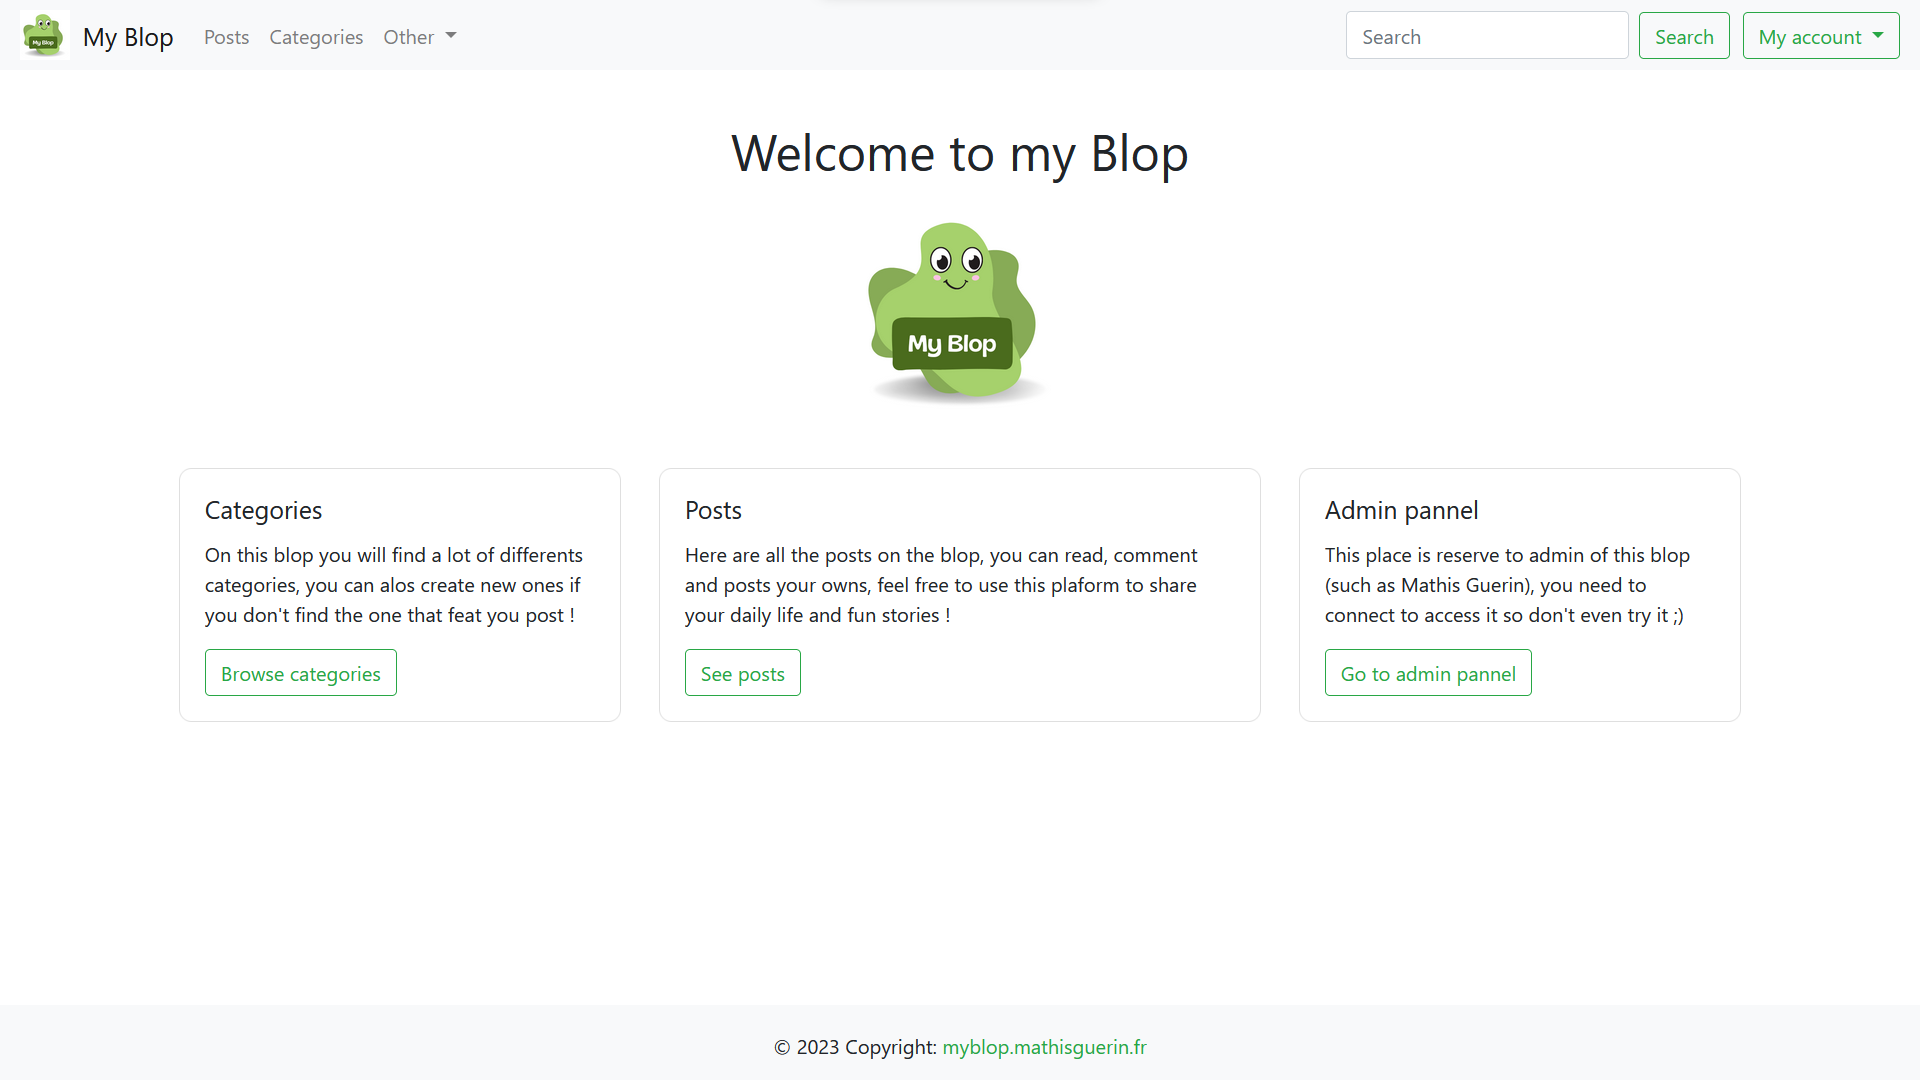 My Blop
My Blop Posts Categories Other Search Search My account
Welcome to my Blop
My Blop
Categories
On this blop you will find a lot of differents
categories, you can alos create new ones if
you don't find the one that feat you post !
Browse categories
Posts
Here are all the posts on the blop, you can read, comment
and posts your owns, feel free to use this plaform to share
your daily life and fun stories !
See posts
Admin pannel
This place is reserve to admin of this blop
(such as Mathis Guerin), you need to
connect to access it so don't even try it ;)
Go to admin pannel
© 2023 Copyright: myblop.mathisguerin.fr